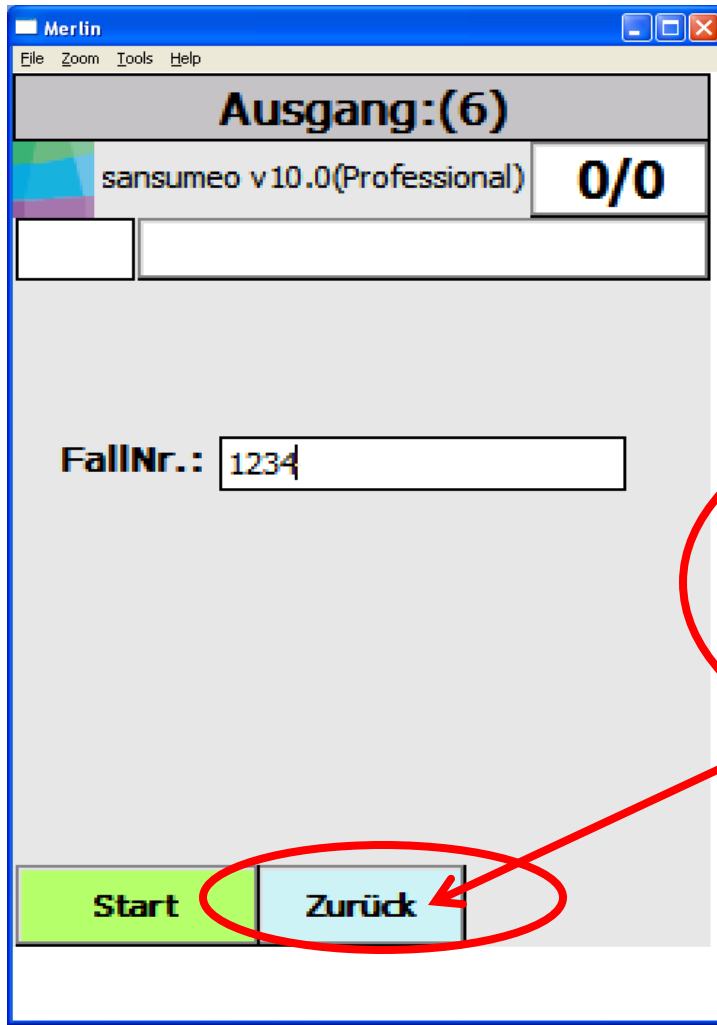 Merlin
File Zoom Tools Help
Ausgang:(6)
sansumeo v10.0(Professional) 0/0
FallNr.: 1234
Start Zurück